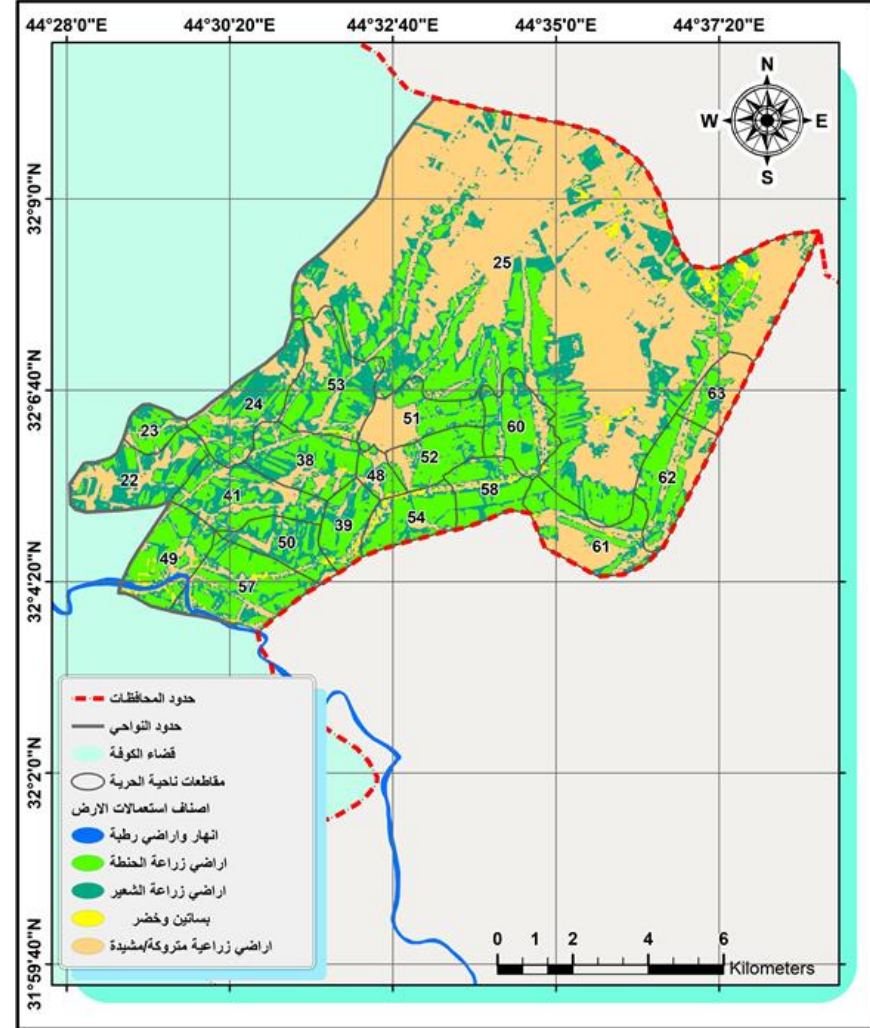 44°28'0"E 44°30'20"E 44°32'40"E 44°35'0"E 44°37'20"E
N
W E
S
32°9'0"N
32°6'40"N
32°4'20"N
32°2'0"N
31°59'40"N
25
53
24
23
22
51
60
63
52
38
48
41
58
62
39
54
50
61
49
57
حدود المحافظات
حدود النواحي
قضاء الكوفة
مقاطعات ناحية الحرية
اصناف استعمالات الارض
انهار واراضي رطبة
اراضي زراعة الحنطة
اراضي زراعة الشعير
بساتين وخضر
اراضي زراعية متروكة/مشيدة
0 1 2 4 6
Kilometers